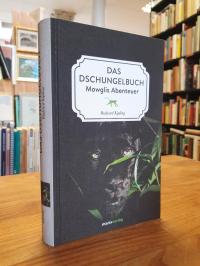 DAS
DSCHUNGELBUCH
Mowglis Abenteuer
Rudyard Kipling